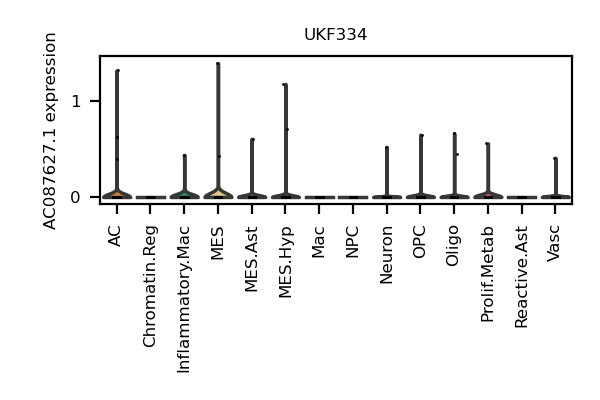 UKF334
AC087627.1 expression
1
0
AC
Chromatin.Reg
Inflammatory.Mac
MES
MES.Ast
MES.Hyp
Mac
NPC
Neuron
OPC
Oligo
Prolif.Metab
Reactive.Ast
Vasc